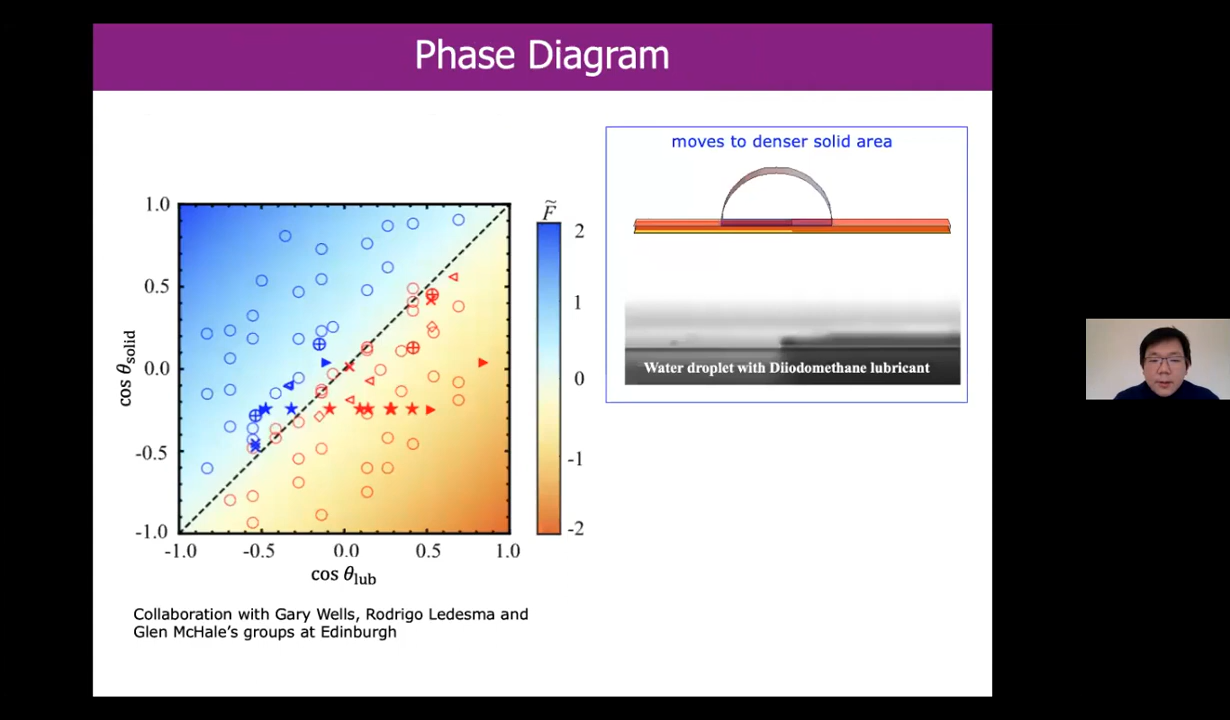 Phase Diagram
moves to denser solid area
Water droplet with Diiodomethane lubricant
F̃
2
1
0
-1
-2
1.0
0.5
0.0
-0.5
-1.0
cos θsolid
-1.0 -0.5 0.0 0.5 1.0
cos θlub
Collaboration with Gary Wells, Rodrigo Ledesma and
Glen McHale's groups at Edinburgh